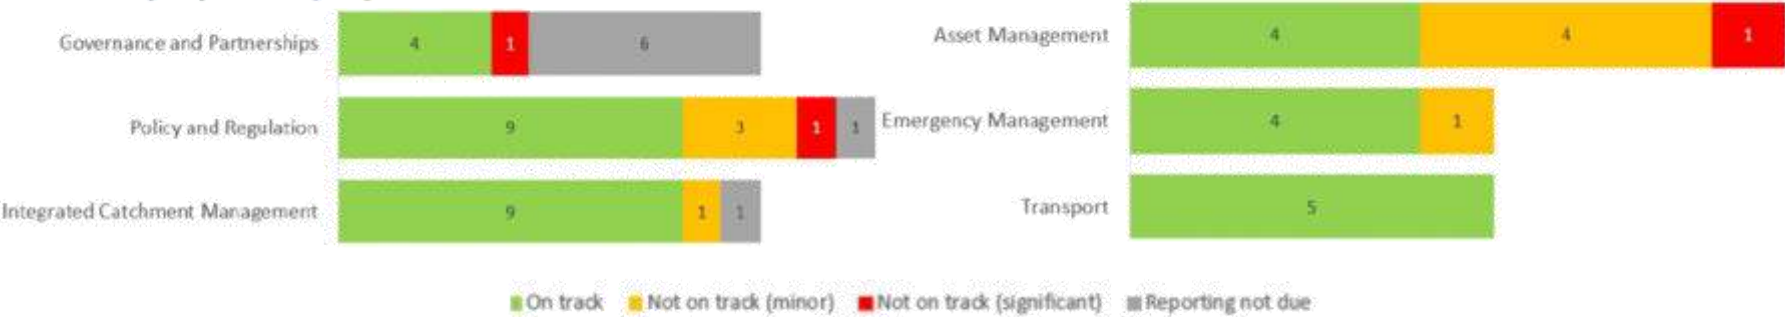 Governance and Partnerships 4 1 6
Policy and Regulation 9 3 1 1
Integrated Catchment Management 9 1 1
Asset Management 4 4 1
Emergency Management 4 1
Transport 5
On track Not on track (minor) Not on track (significant) Reporting not due